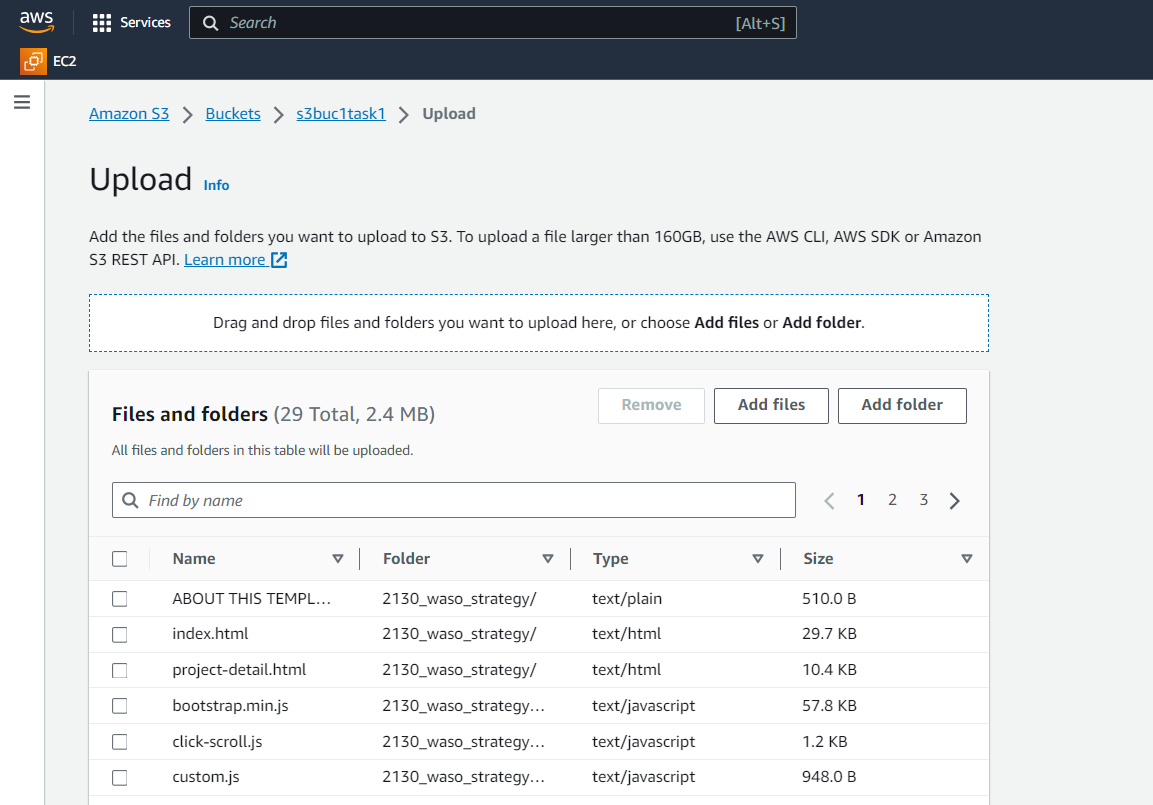 aws Services Search [Alt+S]
EC2
Amazon S3 > Buckets > s3buc1task1 > Upload
Upload Info
Add the files and folders you want to upload to S3. To upload a file larger than 160GB, use the AWS CLI, AWS SDK or Amazon
S3 REST API. Learn more
Drag and drop files and folders you want to upload here, or choose Add files or Add folder.
Files and folders (29 Total, 2.4 MB) Remove Add files Add folder
All files and folders in this table will be uploaded.
Find by name 1 2 3
Name Folder Type Size
ABOUT THIS TEMPL... 2130_waso_strategy/ text/plain 510.0 B
index.html 2130_waso_strategy/ text/html 29.7 KB
project-detail.html 2130_waso_strategy/ text/html 10.4 KB
bootstrap.min.js 2130_waso_strategy... text/javascript 57.8 KB
click-scroll.js 2130_waso_strategy... text/javascript 1.2 KB
custom.js 2130_waso_strategy... text/javascript 948.0 B